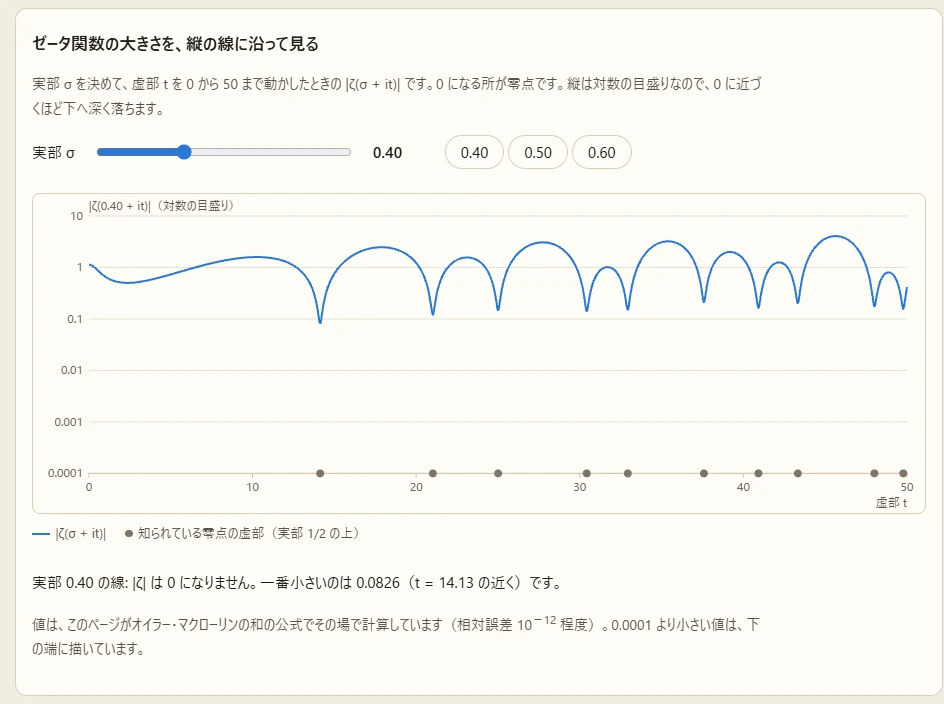 ゼータ関数の大きさを、縦の線に沿って見る
実部 σ を決めて、虚部 t を 0 から 50 まで動かしたときの |ζ(σ + it)| です。0 になる所が零点です。縦は対数の目盛りなので、0 に近づ
くほど下へ深く落ちます。
実部 σ 0.40 0.40 0.50 0.60
|ζ(0.40 + it)|（対数の目盛り）
10
1
0.1
0.01
0.001
0.0001
0 10 20 30 40 50
虚部 t
|ζ(σ + it)| 知られている零点の虚部（実部 1/2 の上）
実部 0.40 の線: |ζ| は 0 になりません。一番小さいのは 0.0826（t = 14.13 の近く）です。
値は、このページがオイラー・マクローリンの和の公式でその場で計算しています（相対誤差 10⁻¹² 程度）。0.0001 より小さい値は、下
の端に描いています。